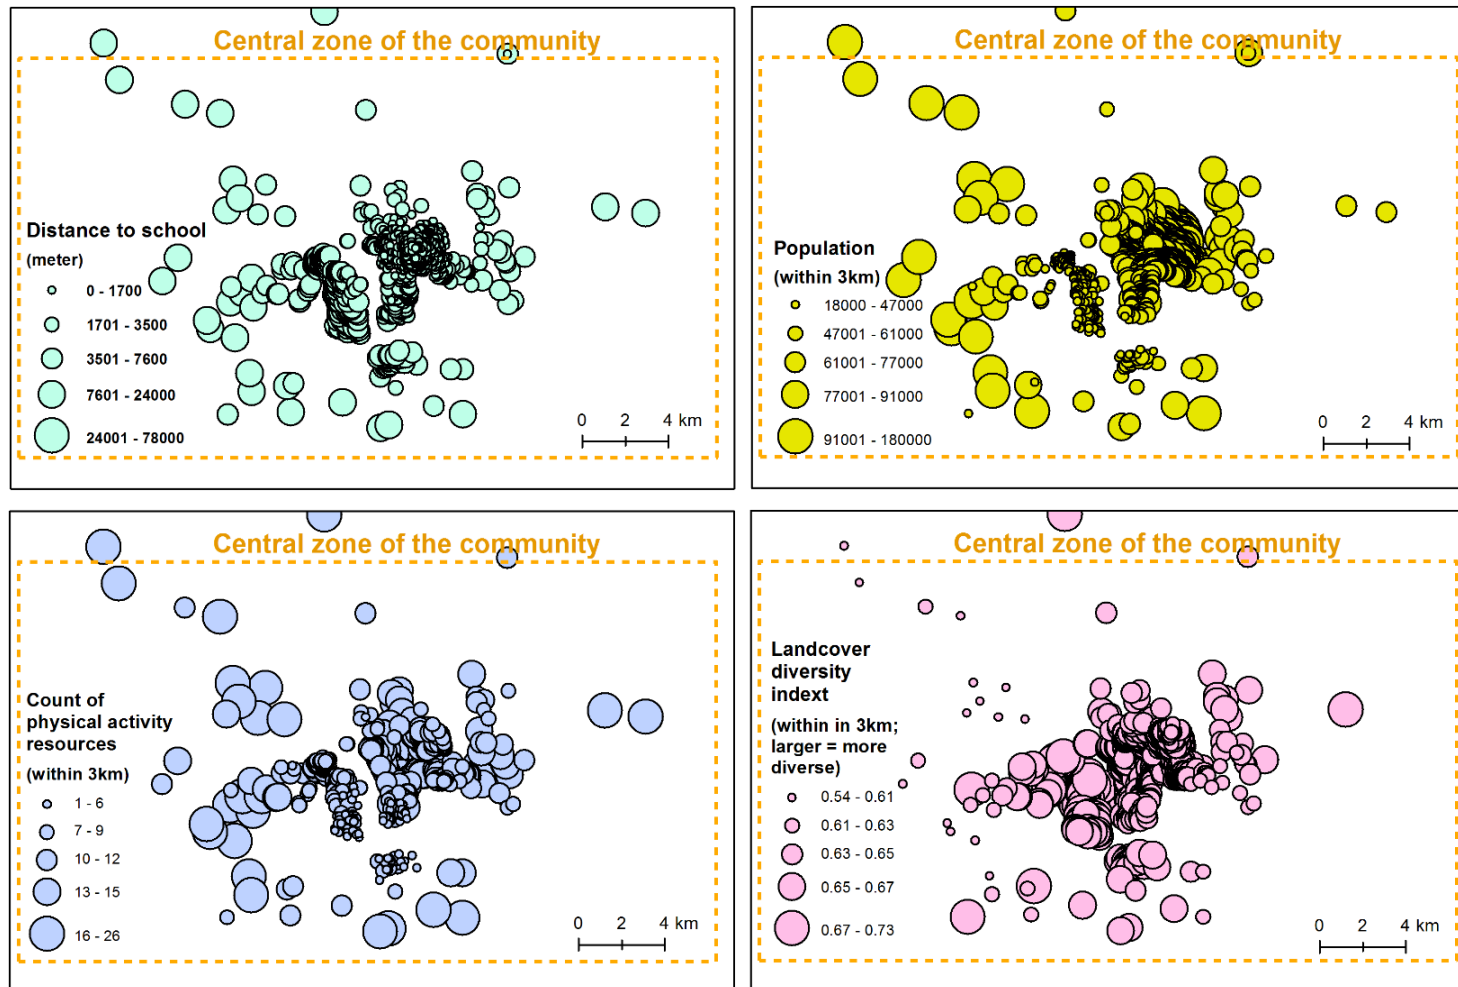 Central zone of the community
Distance to school
(meter)
0 - 1700
1701 - 3500
3501 - 7600
7601 - 24000
24001 - 78000
0 2 4 km
Central zone of the community
Population
(within 3km)
18000 - 47000
47001 - 61000
61001 - 77000
77001 - 91000
91001 - 180000
0 2 4 km
Central zone of the community
Count of
physical activity
resources
(within 3km)
1 - 6
7 - 9
10 - 12
13 - 15
16 - 26
0 2 4 km
Central zone of the community
Landcover
diversity
indext
(within in 3km;
larger = more
diverse)
0.54 - 0.61
0.61 - 0.63
0.63 - 0.65
0.65 - 0.67
0.67 - 0.73
0 2 4 km